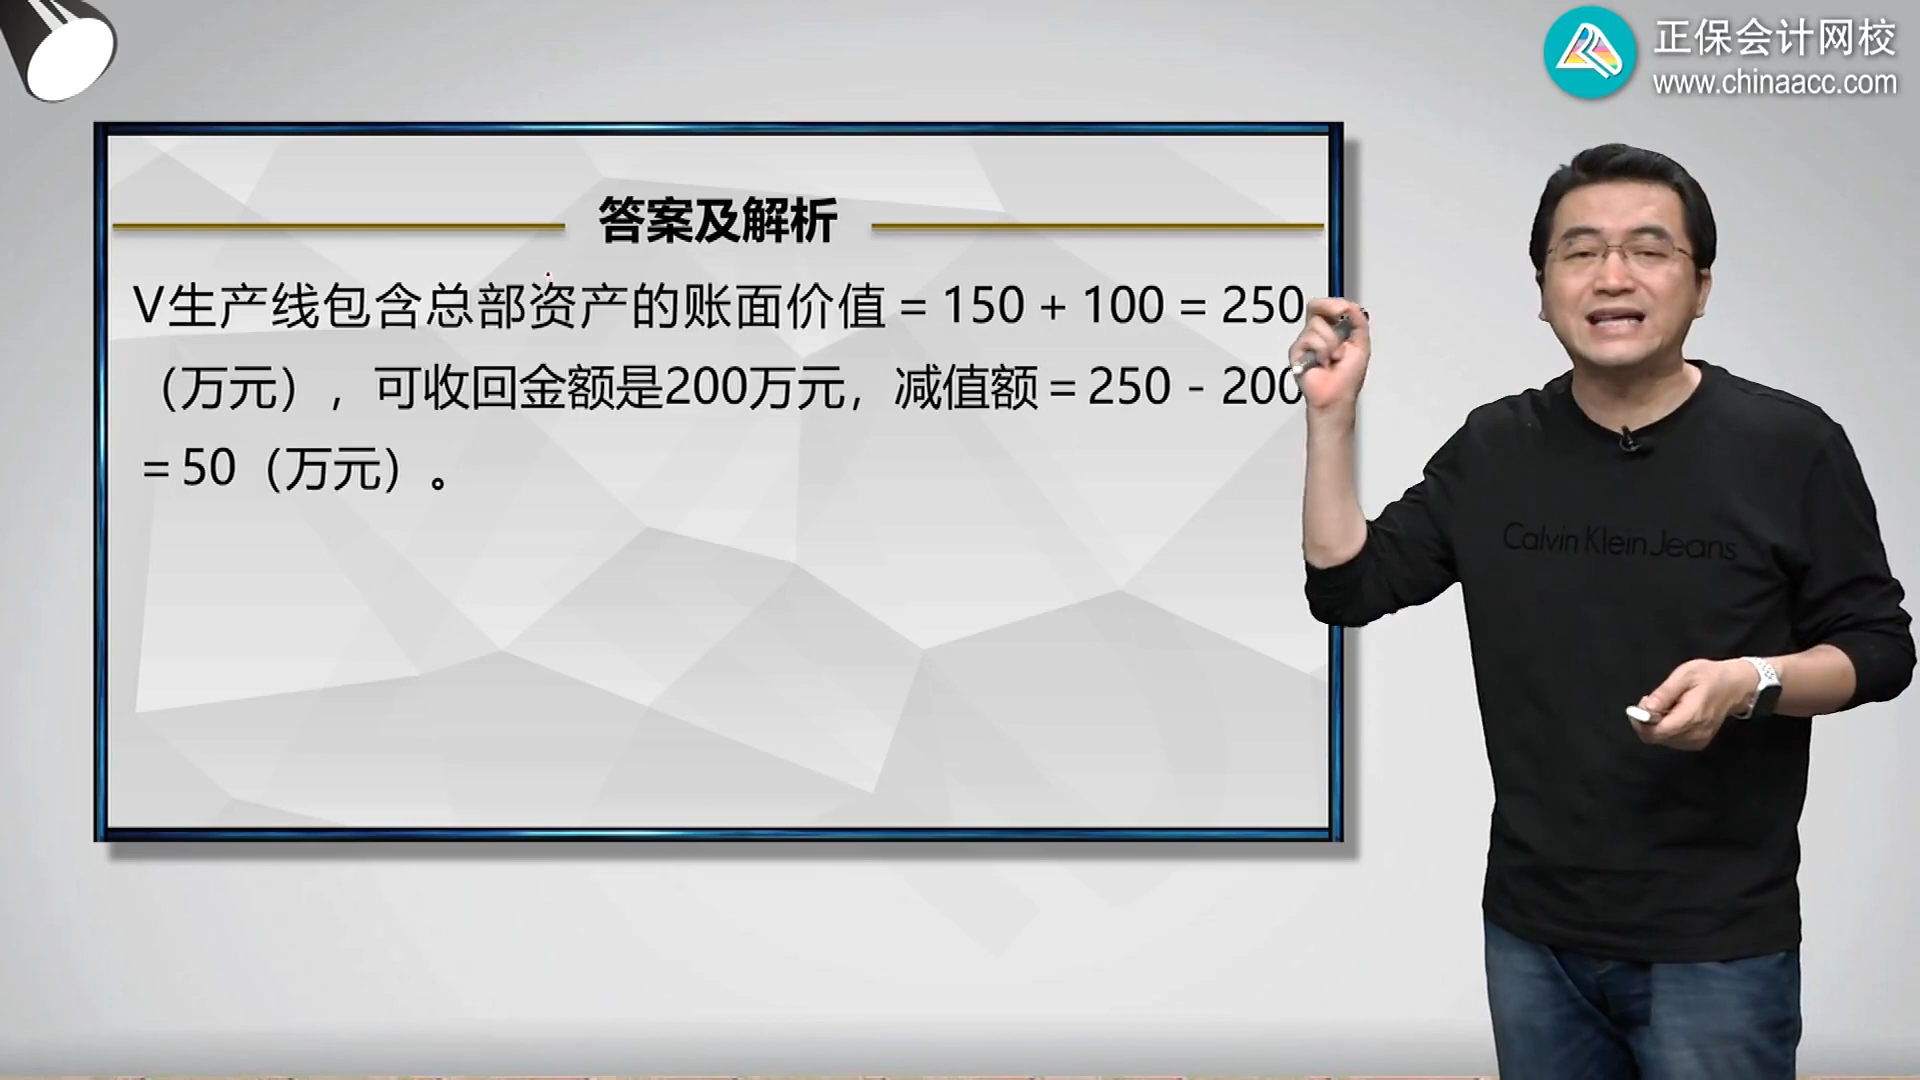 正保会计网校
www.chinaacc.com
答案及解析
V生产线包含总部资产的账面价值＝150＋100＝250
（万元），可收回金额是200万元，减值额＝250－200
＝50（万元）。
Calvin Klein Jeans